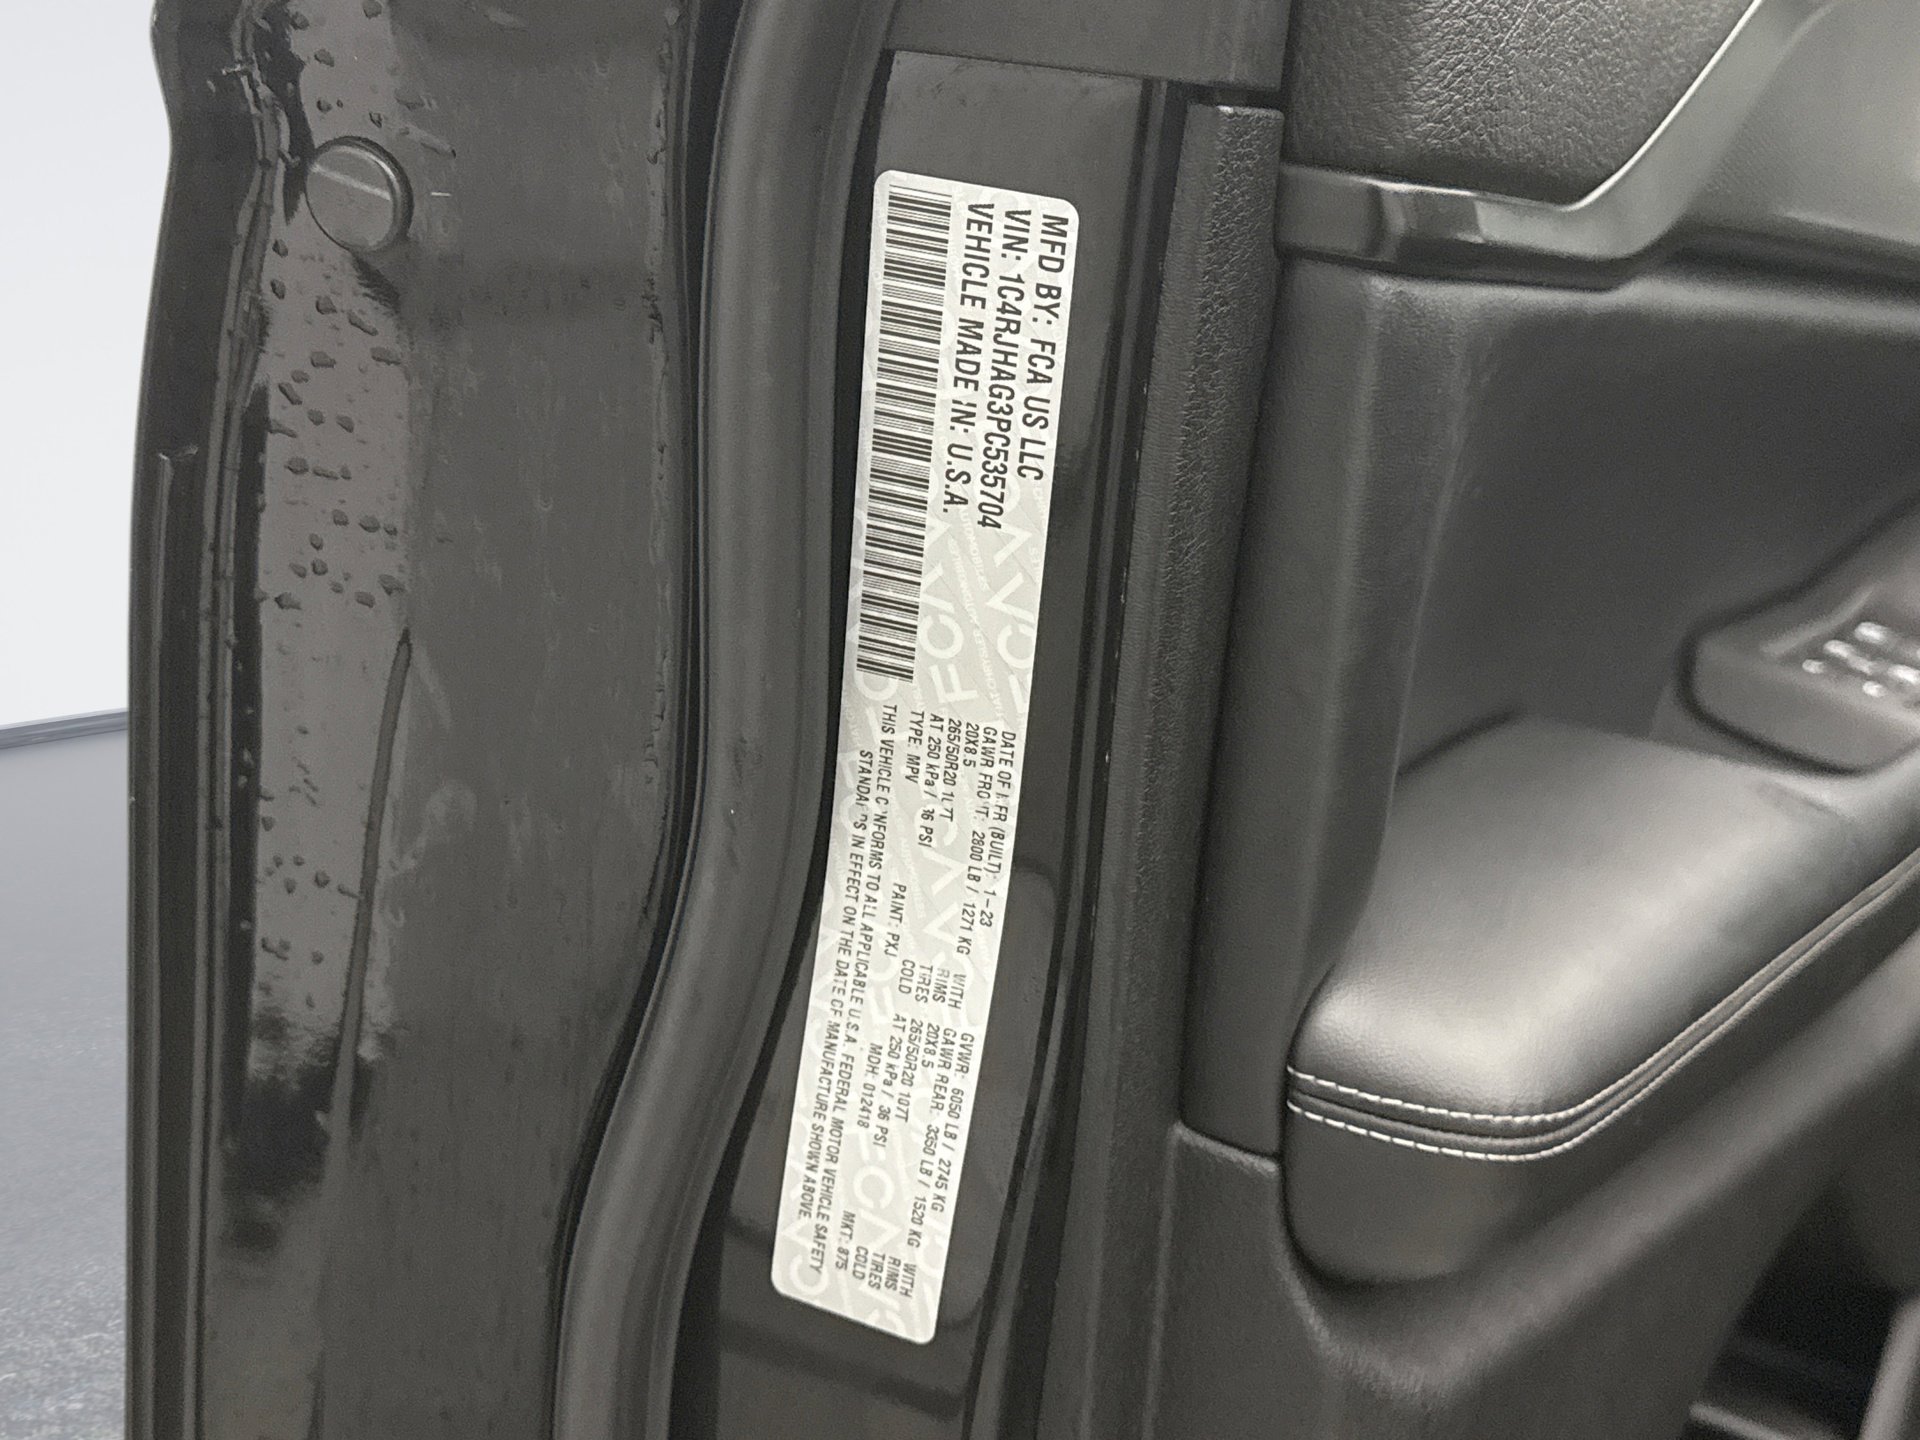 MFD BY: FCA US LLC
VIN: 1C4RJHAG3PC535704
VEHICLE MADE IN: U.S.A.
DATE OF MFR (BUILT): 1-23 GVWR: 6050 LB / 2745 KG
GAWR FRONT: 2800 LB / 1271 KG WITH GAWR REAR: 3350 LB / 1520 KG WITH
20X8.5 RIMS 20X8.5 RIMS
265/50R20 107T TIRES 265/50R20 107T TIRES
AT 250 kPa / 36 PSI COLD AT 250 kPa / 36 PSI COLD
TYPE: MPV PAINT: PXJ MDH: 012418 MKT: 875
THIS VEHICLE CONFORMS TO ALL APPLICABLE U.S.A. FEDERAL MOTOR VEHICLE SAFETY
STANDARDS IN EFFECT ON THE DATE OF MANUFACTURE SHOWN ABOVE.